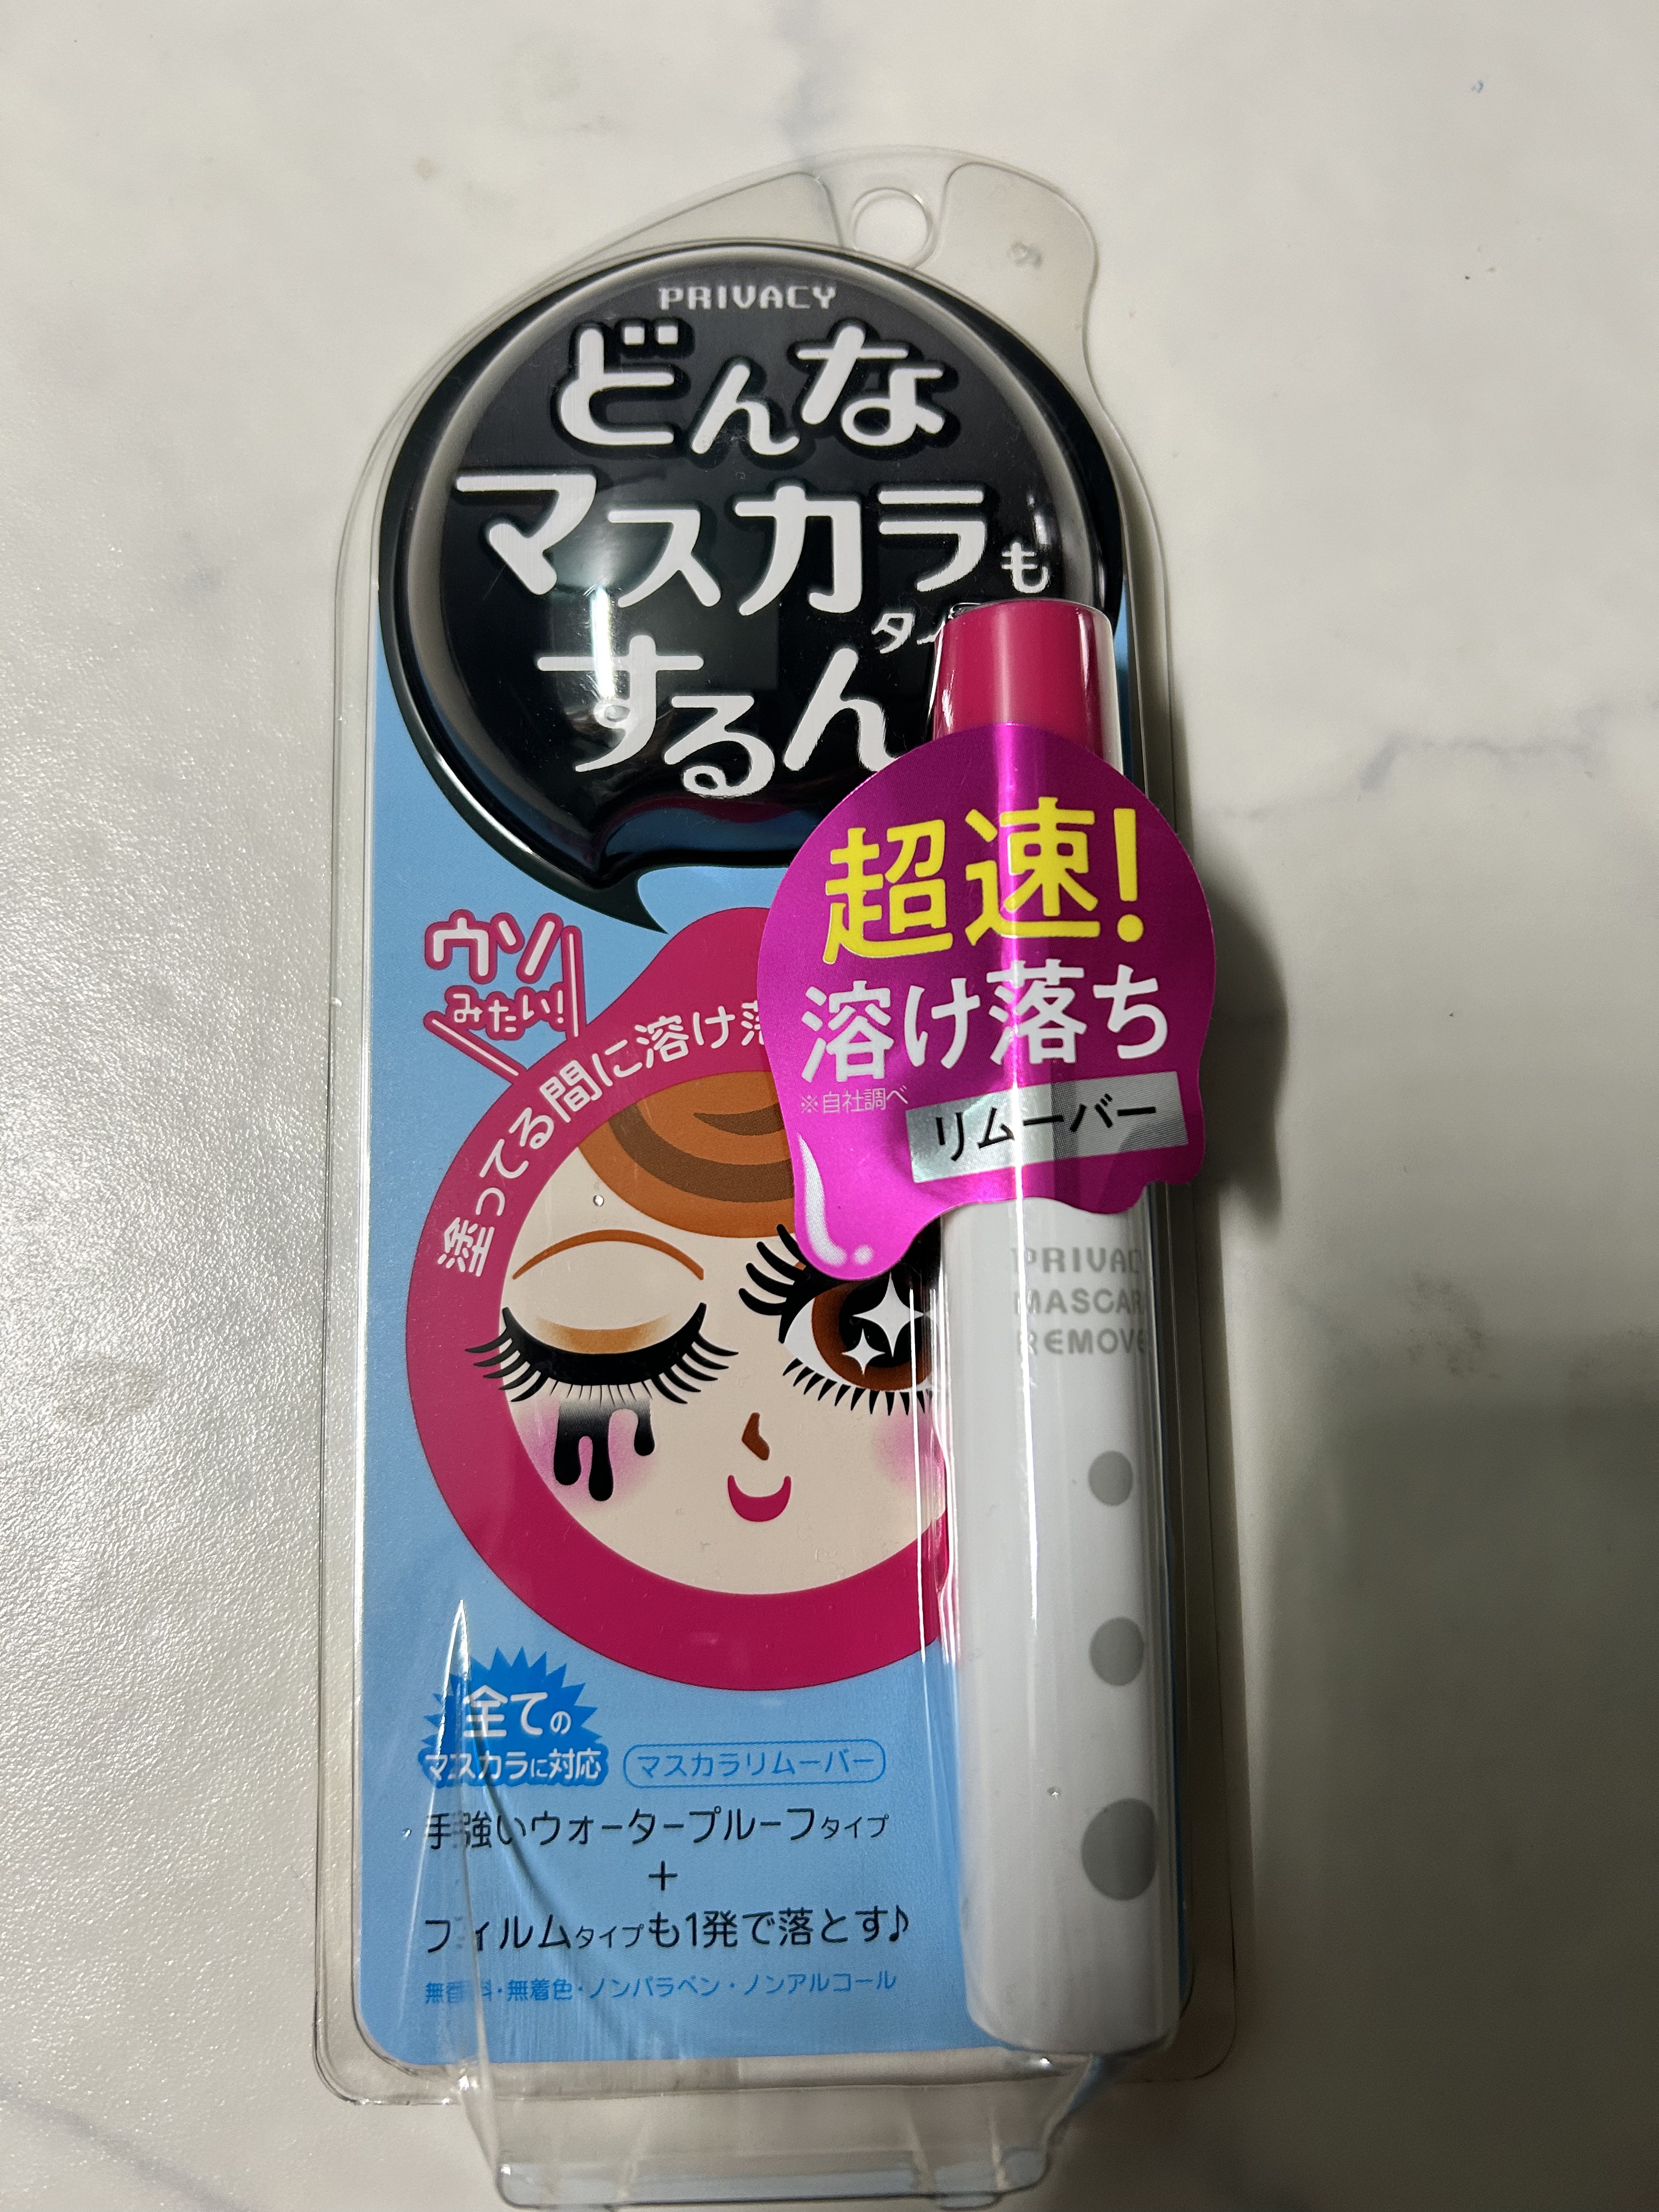 PRIVACY
どんな
マスカラも
するん
超速!
溶け落ち
※自社調べ
リムーバー
ウソ
みたい!
塗ってる間に溶け落
PRIVAC
MASCAR
REMOVE
全ての
マスカラに対応
マスカラリムーバー
手強いウォータープルーフタイプ
+
フィルムタイプも1発で落とす♪
無香料・無着色・ノンパラベン・ノンアルコール